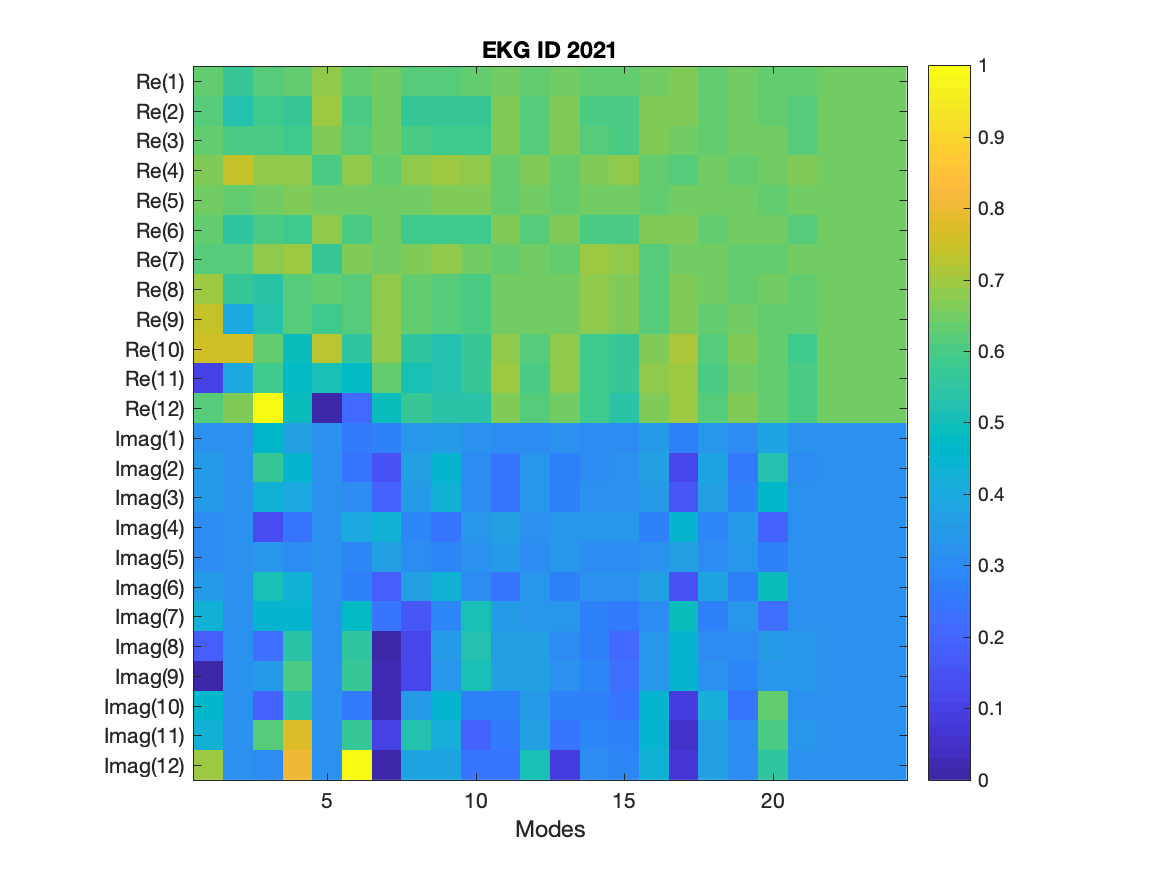 EKG ID 2021
Re(1)
Re(2)
Re(3)
Re(4)
Re(5)
Re(6)
Re(7)
Re(8)
Re(9)
Re(10)
Re(11)
Re(12)
Imag(1)
Imag(2)
Imag(3)
Imag(4)
Imag(5)
Imag(6)
Imag(7)
Imag(8)
Imag(9)
Imag(10)
Imag(11)
Imag(12)
5 10 15 20
Modes
1
0.9
0.8
0.7
0.6
0.5
0.4
0.3
0.2
0.1
0